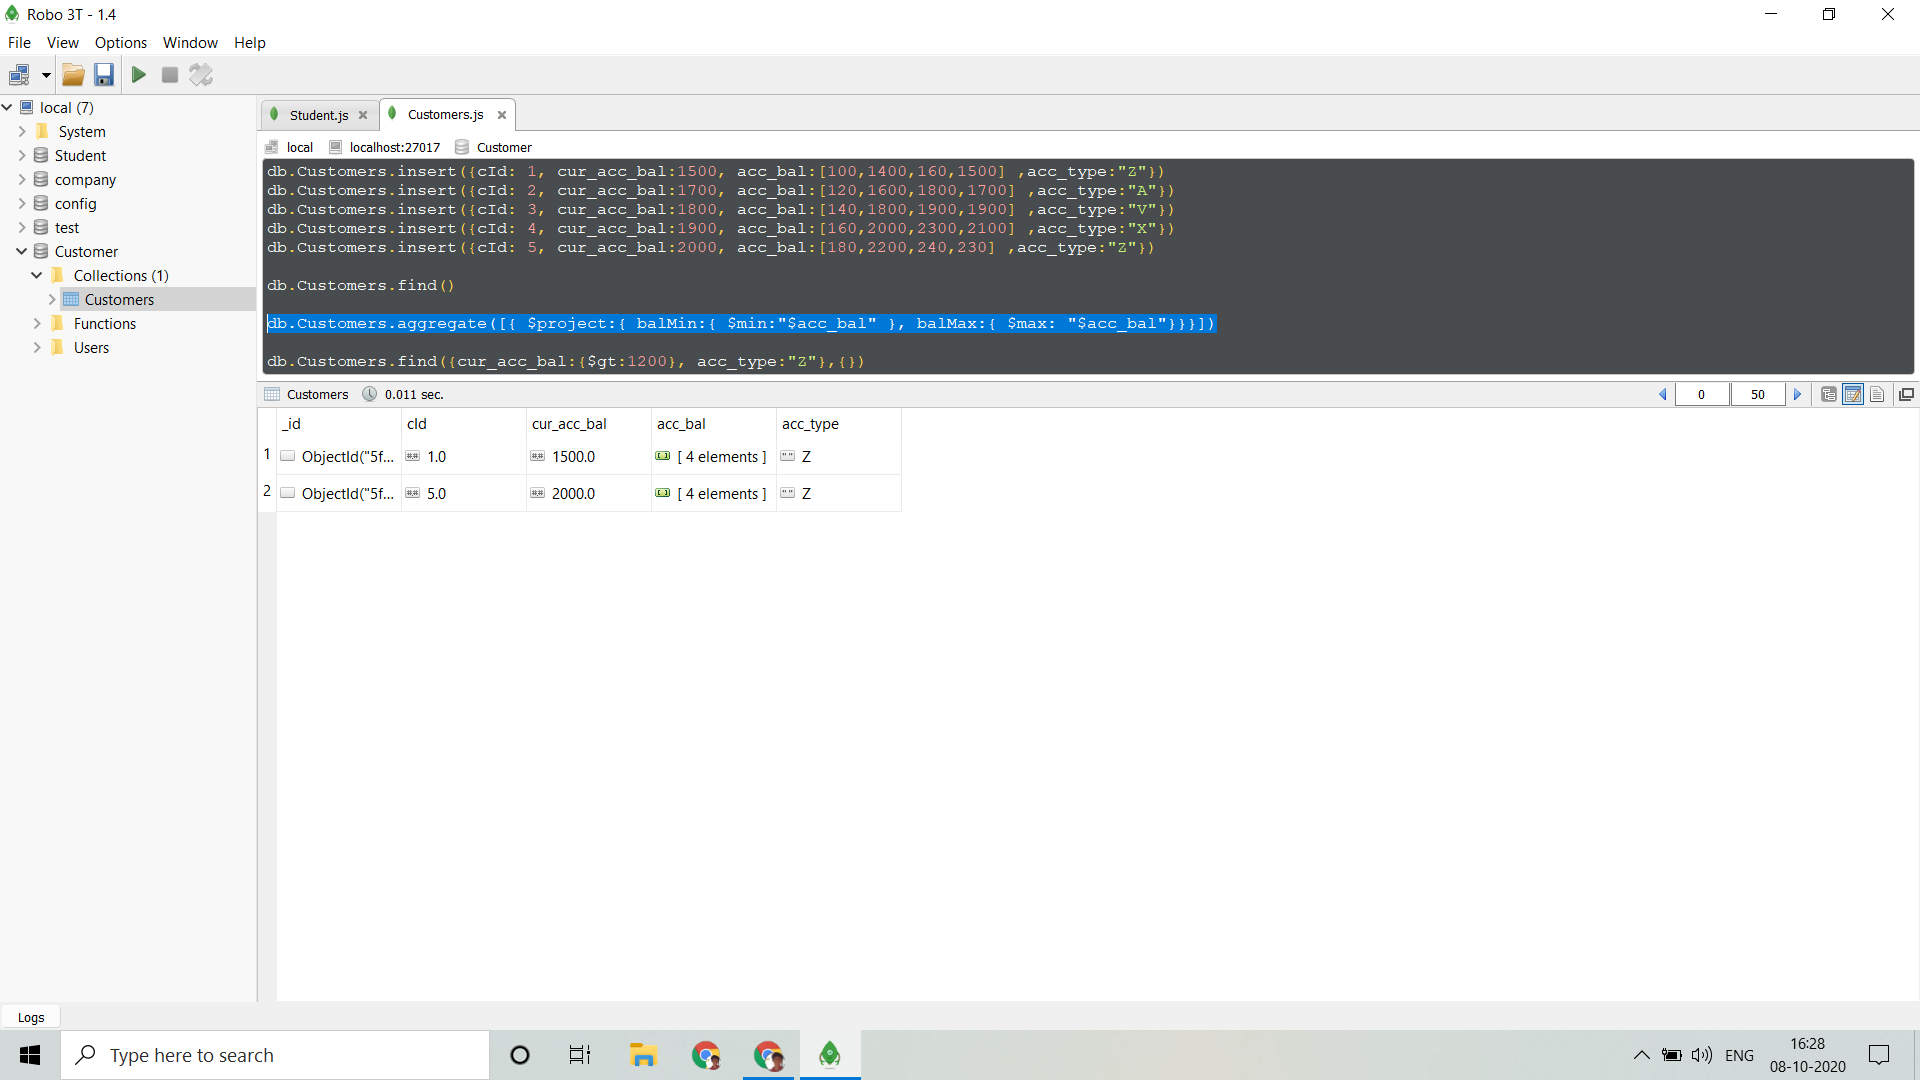 Robo 3T - 1.4
File View Options Window Help
local (7)
System
Student
company
config
test
Customer
Collections (1)
Customers
Functions
Users
Student.js Customers.js
local localhost:27017 Customer
db.Customers.insert({cId: 1, cur_acc_bal:1500, acc_bal:[100,1400,160,1500] ,acc_type:"Z"})
db.Customers.insert({cId: 2, cur_acc_bal:1700, acc_bal:[120,1600,1800,1700] ,acc_type:"A"})
db.Customers.insert({cId: 3, cur_acc_bal:1800, acc_bal:[140,1800,1900,1900] ,acc_type:"V"})
db.Customers.insert({cId: 4, cur_acc_bal:1900, acc_bal:[160,2000,2300,2100] ,acc_type:"X"})
db.Customers.insert({cId: 5, cur_acc_bal:2000, acc_bal:[180,2200,240,230] ,acc_type:"Z"})
db.Customers.find()
db.Customers.aggregate([{ $project:{ balMin:{ $min:"$acc_bal" }, balMax:{ $max: "$acc_bal"}}}])
db.Customers.find({cur_acc_bal:{$gt:1200}, acc_type:"Z"},{})
Customers 0.011 sec. 0 50
_id cId cur_acc_bal acc_bal acc_type
1 ObjectId("5f... 1.0 1500.0 [ 4 elements ] Z
2 ObjectId("5f... 5.0 2000.0 [ 4 elements ] Z
Logs
Type here to search
ENG
16:28
08-10-2020